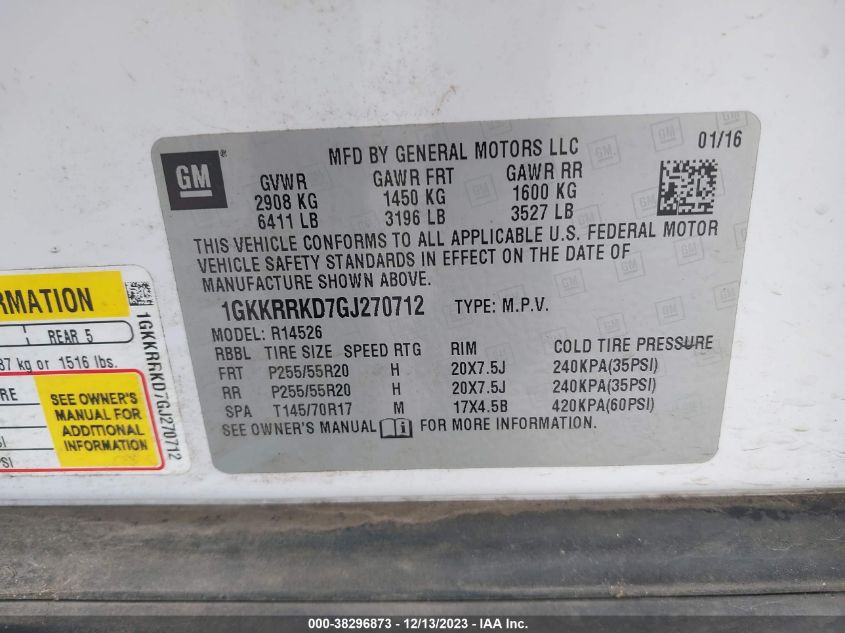 MFD BY GENERAL MOTORS LLC 01/16
GM
GVWR GAWR FRT GAWR RR
2908 KG 1450 KG 1600 KG
6411 LB 3196 LB 3527 LB
THIS VEHICLE CONFORMS TO ALL APPLICABLE U.S. FEDERAL MOTOR
VEHICLE SAFETY STANDARDS IN EFFECT ON THE DATE OF
MANUFACTURE SHOWN ABOVE.
1GKKRRKD7GJ270712 TYPE: M.P.V.
MODEL: R14526
RBBL TIRE SIZE SPEED RTG RIM COLD TIRE PRESSURE
FRT P255/55R20 H 20X7.5J 240KPA(35PSI)
RR P255/55R20 H 20X7.5J 240KPA(35PSI)
SPA T145/70R17 M 17X4.5B 420KPA(60PSI)
SEE OWNER'S MANUAL i FOR MORE INFORMATION.
REAR 5
kg or 1516 lbs.
SEE OWNER'S
MANUAL FOR
ADDITIONAL
INFORMATION
1GKKRRKD7GJ270712
000-38296873 - 12/13/2023 - IAA Inc.